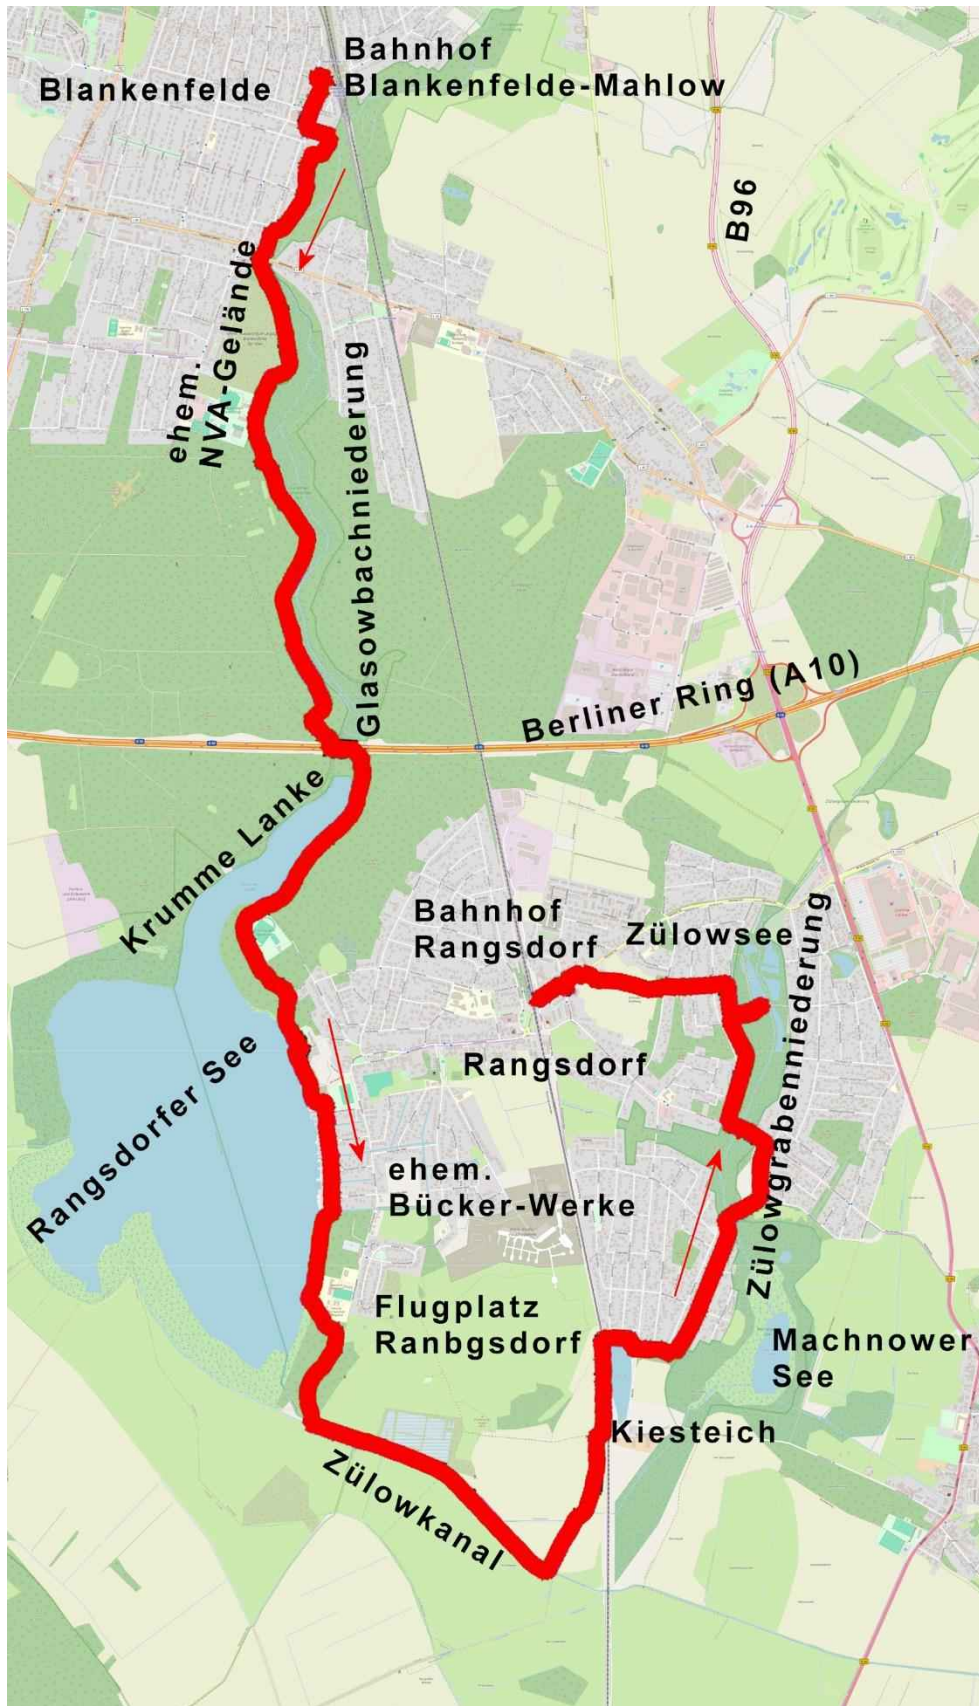 Bahnhof
Blankenfelde-Mahlow
Blankenfelde
B96
ehem.
NVA-Gelände
Glasowbachniederung
Berliner Ring (A10)
Krumme Lanke
Bahnhof
Rangsdorf
Zülowsee
Zülowgrabenniederung
Rangsdorfer See
Rangsdorf
ehem.
Bücker-Werke
Flugplatz
Ranbgsdorf
Machnower
See
Kiesteich
Zülowkanal